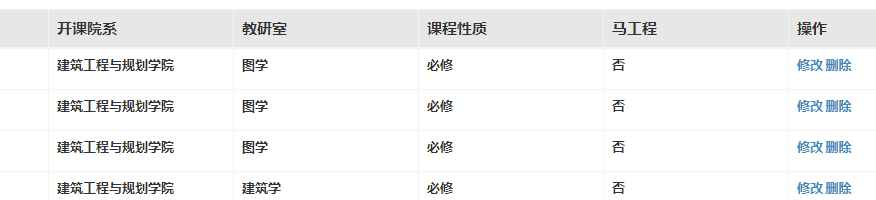 开课院系 教研室 课程性质 马工程 操作
建筑工程与规划学院 图学 必修 否 修改 删除
建筑工程与规划学院 图学 必修 否 修改 删除
建筑工程与规划学院 图学 必修 否 修改 删除
建筑工程与规划学院 建筑学 必修 否 修改 删除